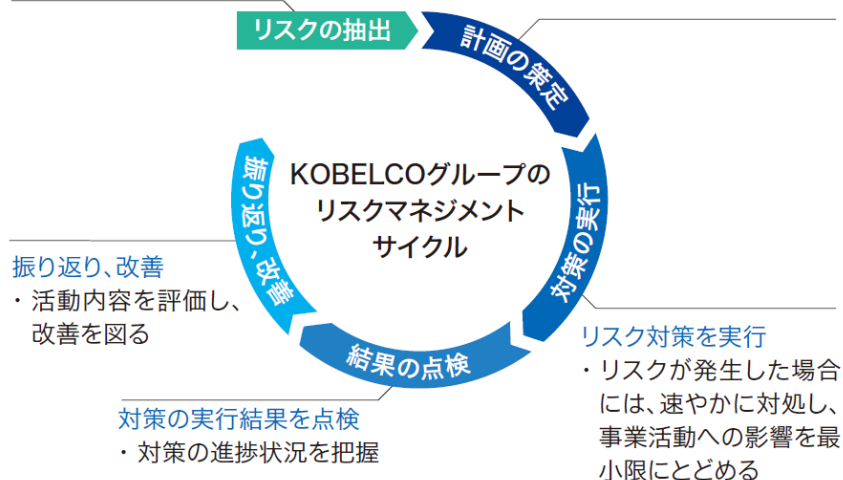 リスクの抽出
計画の策定
対策の実行
結果の点検
振り返り、改善
KOBELCOグループの
リスクマネジメント
サイクル
振り返り、改善
・活動内容を評価し、
改善を図る
対策の実行結果を点検
・対策の進捗状況を把握
リスク対策を実行
・リスクが発生した場合
には、速やかに対処し、
事業活動への影響を最
小限にとどめる